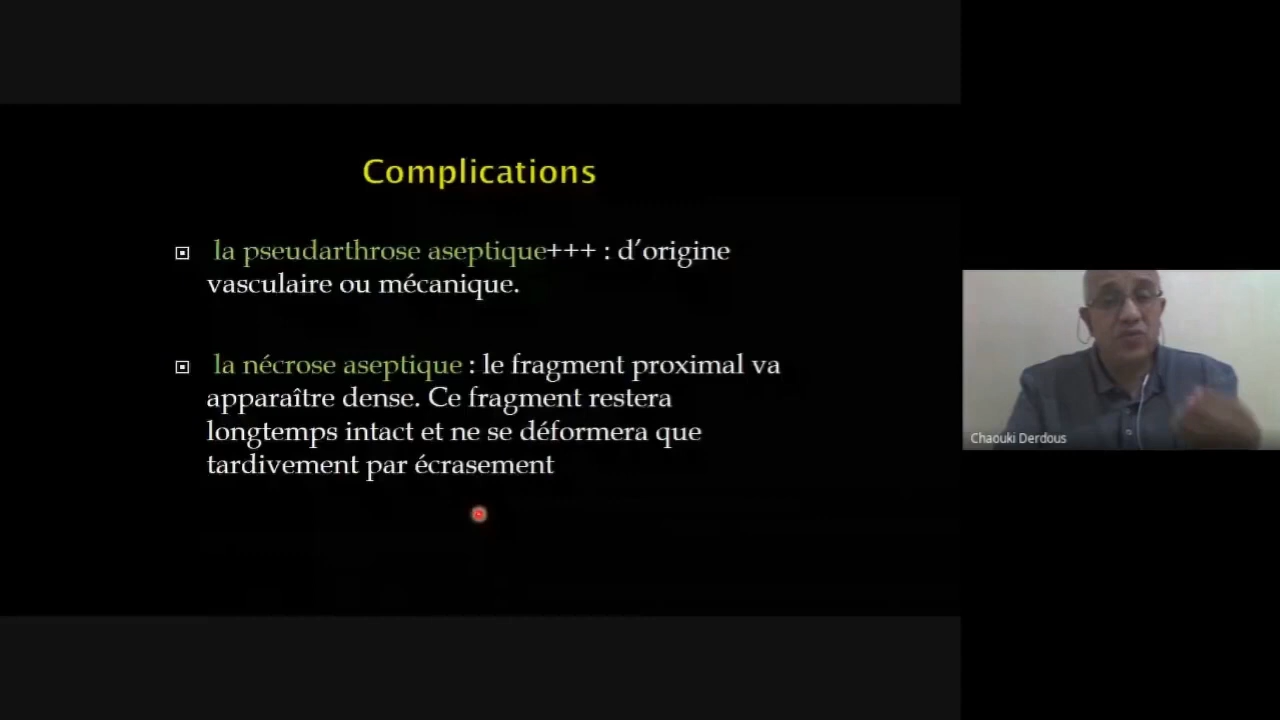 Complications
la pseudarthrose aseptique+++ : d’origine
vasculaire ou mécanique.
la nécrose aseptique : le fragment proximal va
apparaître dense. Ce fragment restera
longtemps intact et ne se déformera que
tardivement par écrasement
Chaouki Derdous